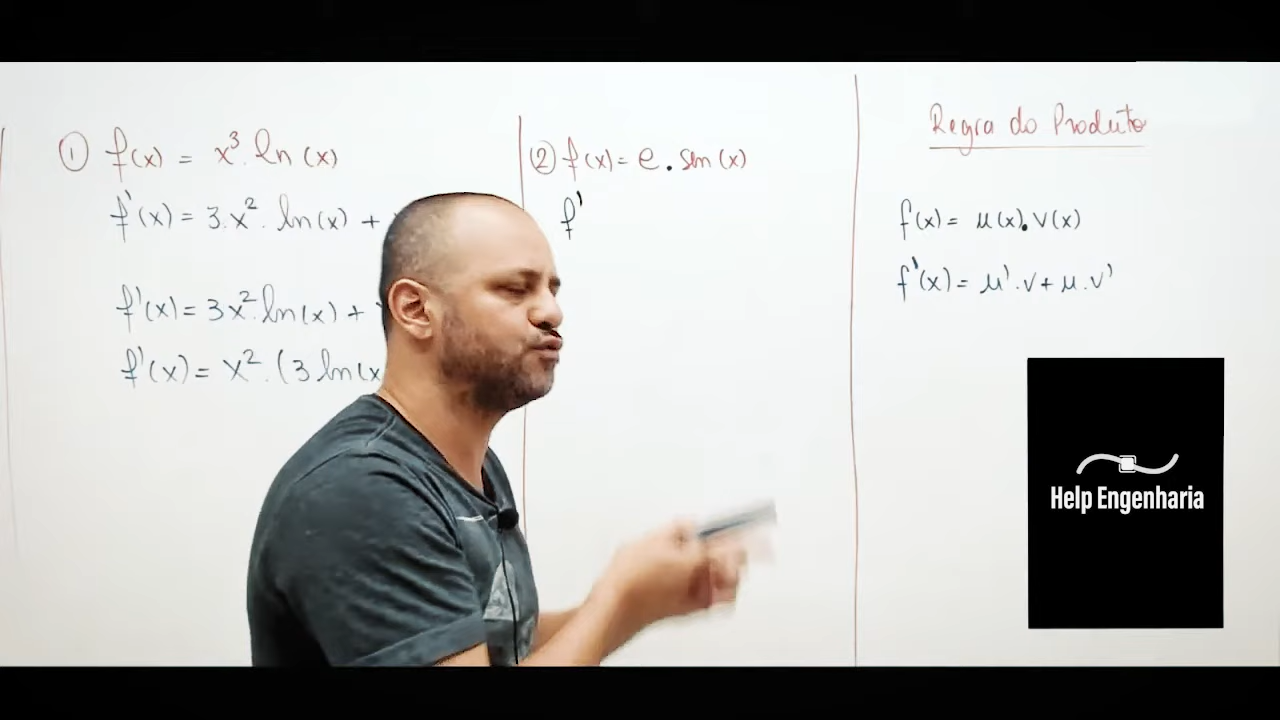 ① f(x) = x³. ln (x)
f'(x) = 3.x². ln(x) +
f'(x) = 3x². ln(x) +
f'(x) = x². (3 ln(x
② f(x) = e. sen (x)
f'
Regra do Produto
f(x) = u(x).v(x)
f'(x) = u'.v + u.v'
Help Engenharia